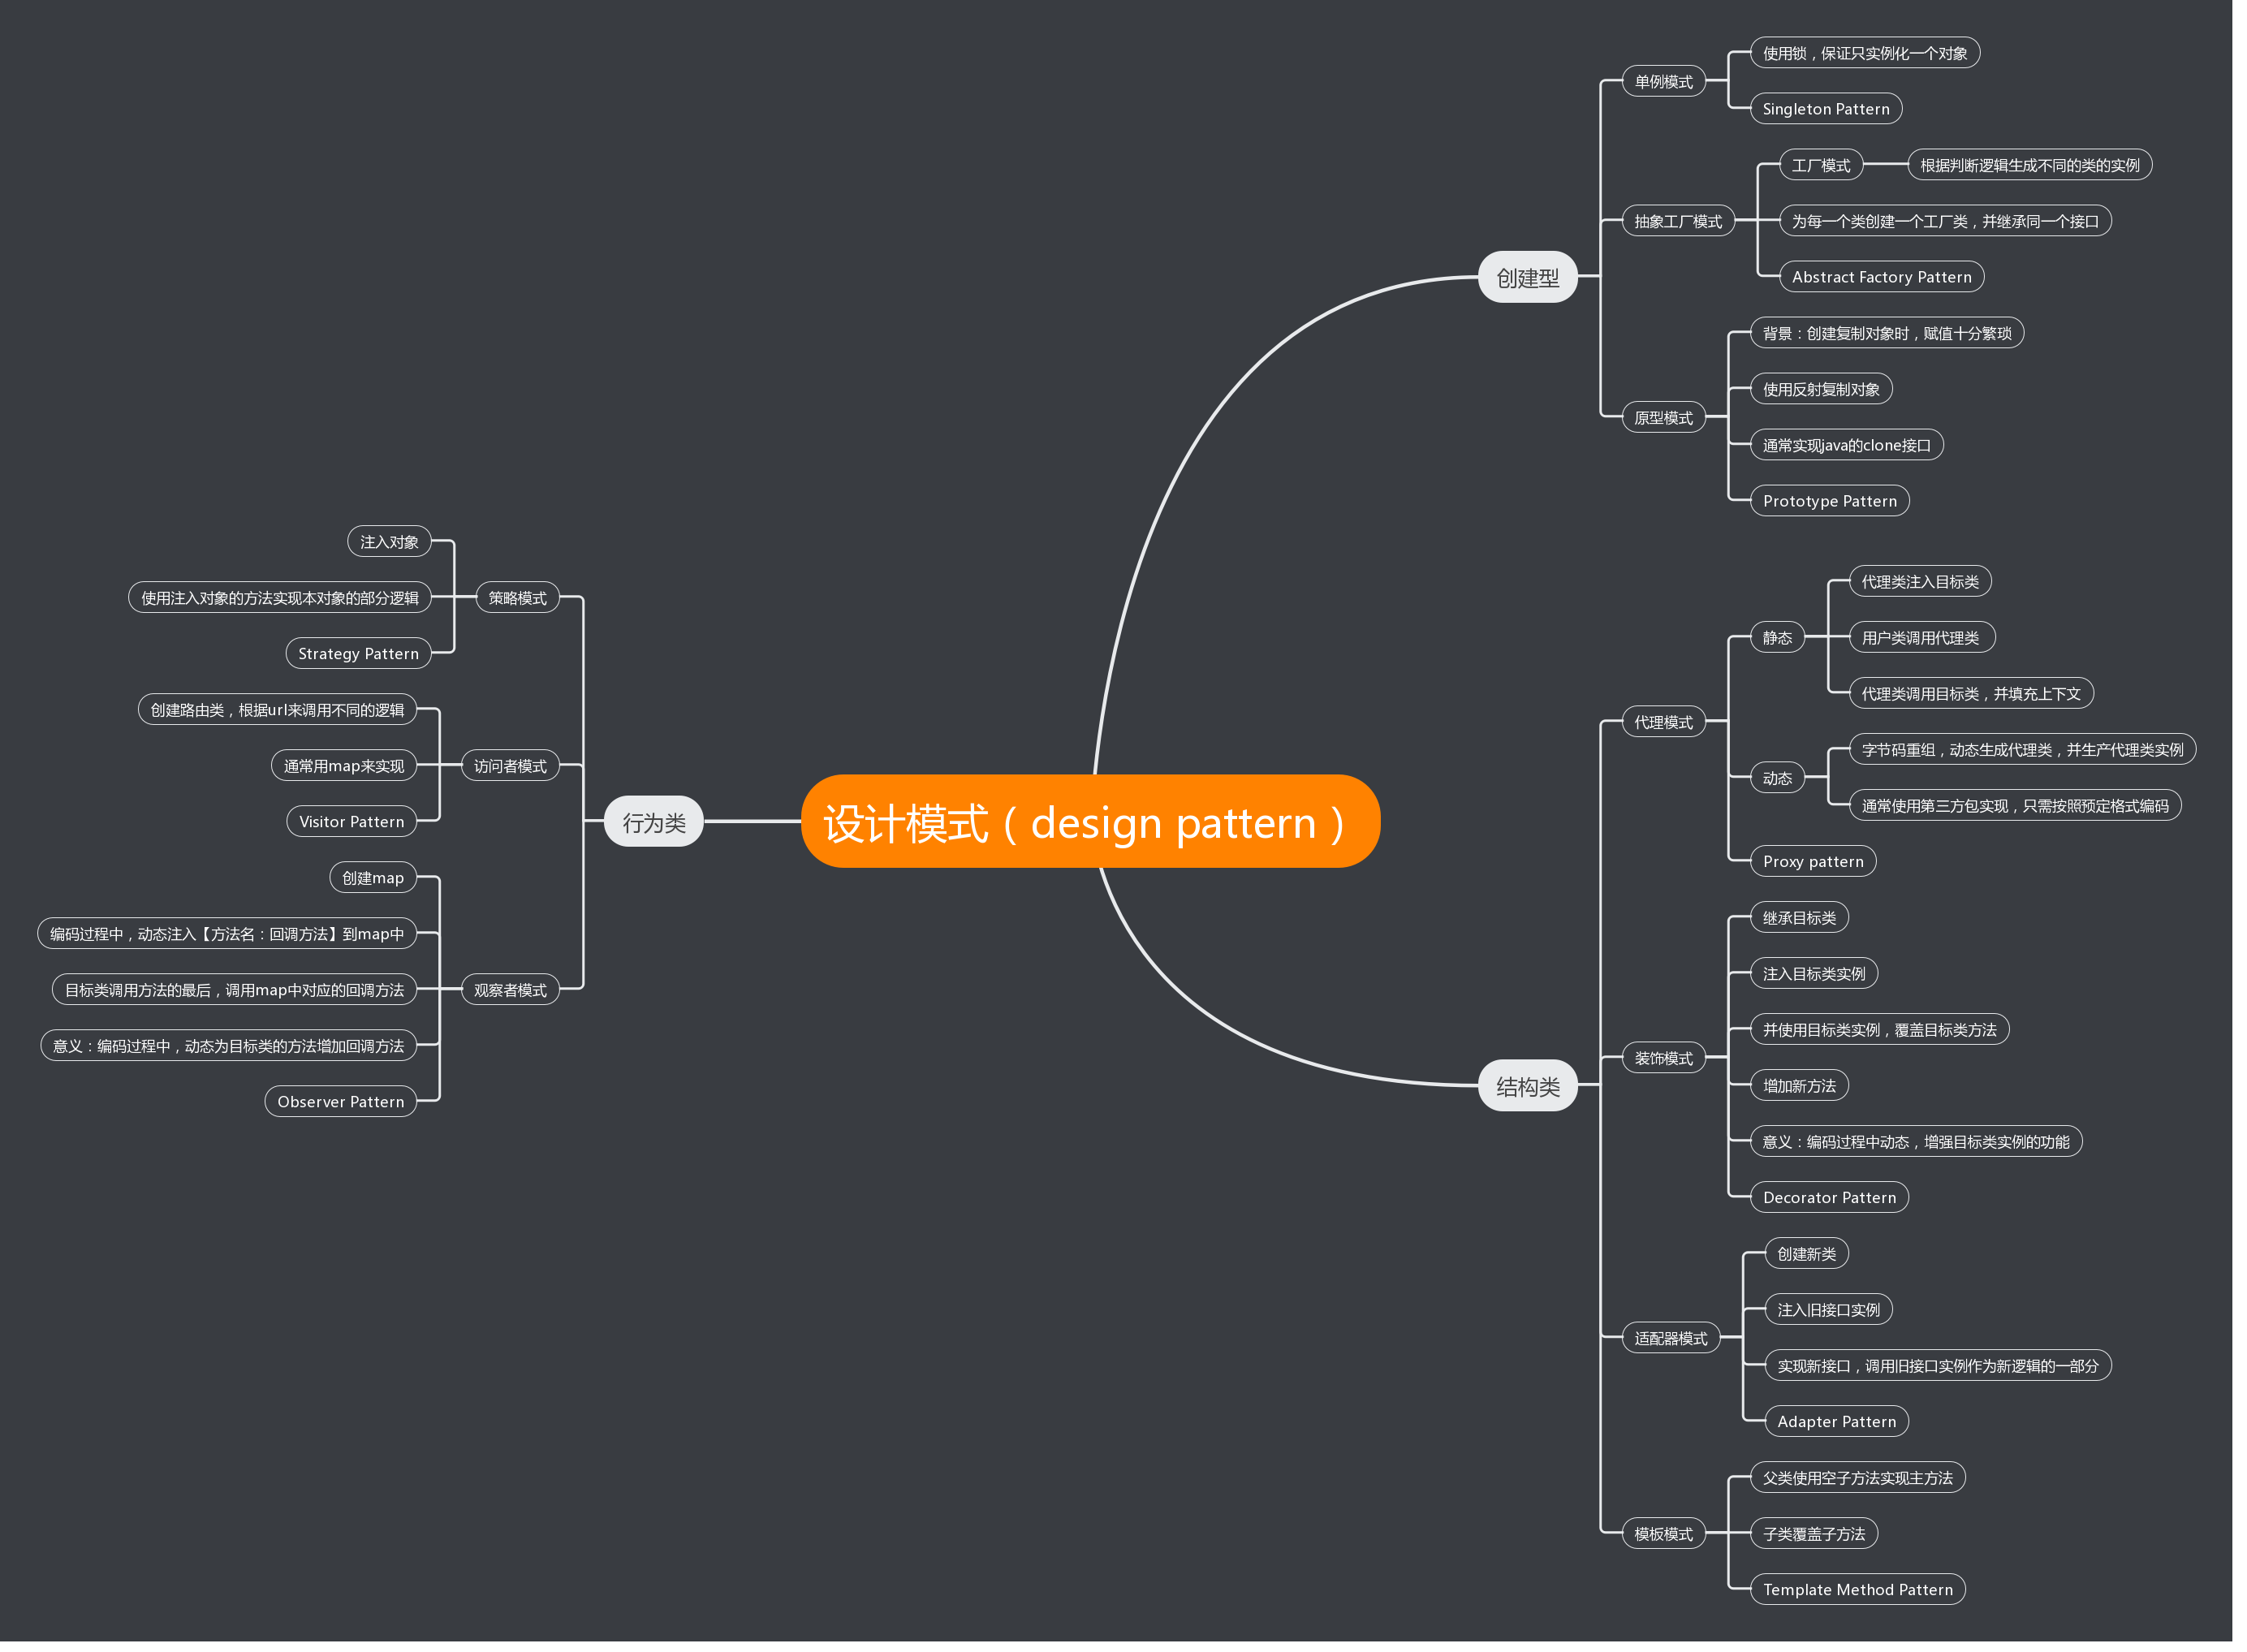 设计模式（design pattern）
创建型
单例模式
使用锁，保证只实例化一个对象
Singleton Pattern
抽象工厂模式
工厂模式
根据判断逻辑生成不同的类的实例
为每一个类创建一个工厂类，并继承同一个接口
Abstract Factory Pattern
原型模式
背景：创建复制对象时，赋值十分繁琐
使用反射复制对象
通常实现java的clone接口
Prototype Pattern
结构类
代理模式
静态
代理类注入目标类
用户类调用代理类
代理类调用目标类，并填充上下文
动态
字节码重组，动态生成代理类，并生产代理类实例
通常使用第三方包实现，只需按照预定格式编码
Proxy pattern
装饰模式
继承目标类
注入目标类实例
并使用目标类实例，覆盖目标类方法
增加新方法
意义：编码过程中动态，增强目标类实例的功能
Decorator Pattern
适配器模式
创建新类
注入旧接口实例
实现新接口，调用旧接口实例作为新逻辑的一部分
Adapter Pattern
模板模式
父类使用空子方法实现主方法
子类覆盖子方法
Template Method Pattern
行为类
策略模式
注入对象
使用注入对象的方法实现本对象的部分逻辑
Strategy Pattern
访问者模式
创建路由类，根据url来调用不同的逻辑
通常用map来实现
Visitor Pattern
观察者模式
创建map
编码过程中，动态注入【方法名：回调方法】到map中
目标类调用方法的最后，调用map中对应的回调方法
意义：编码过程中，动态为目标类的方法增加回调方法
Observer Pattern